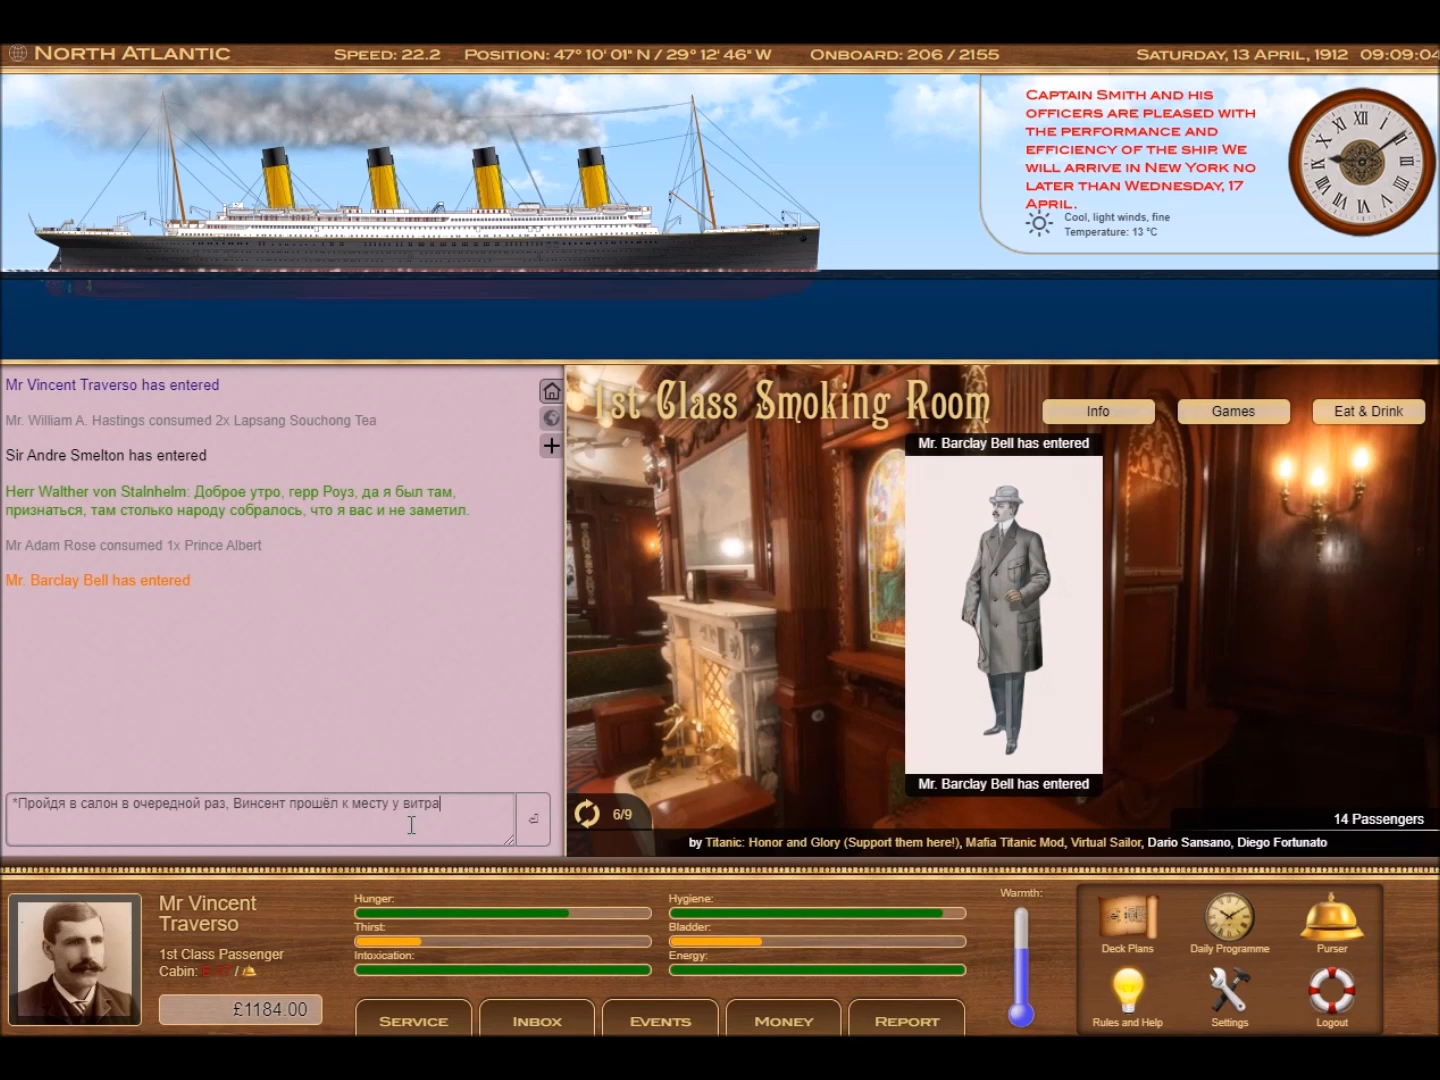 North Atlantic
Speed: 22.2
Position: 47° 10' 01" N / 29° 12' 46" W
Onboard: 206 / 2155
Saturday, 13 April, 1912 09:09:04
Captain Smith and his
officers are pleased with
the performance and
efficiency of the ship. We
will arrive in New York no
later than Wednesday, 17
April.
Cool, light winds, fine
Temperature: 13 °C
Mr Vincent Traverso has entered
Mr. William A. Hastings consumed 2x Lapsang Souchong Tea
Sir Andre Smelton has entered
Herr Walther von Stalnhelm: Доброе утро, герр Роуз, да я был там,
признаться, там столько народу собралось, что я вас и не заметил.
Mr Adam Rose consumed 1x Prince Albert
Mr. Barclay Bell has entered
*Пройдя в салон в очередной раз, Винсент прошёл к месту у витра
1st Class Smoking Room
Info
Games
Eat & Drink
Mr. Barclay Bell has entered
Mr. Barclay Bell has entered
6/9
14 Passengers
by Titanic: Honor and Glory (Support them here!), Mafia Titanic Mod, Virtual Sailor, Dario Sansano, Diego Fortunato
Mr Vincent
Traverso
1st Class Passenger
Cabin: /
£1184.00
Hunger:
Thirst:
Intoxication:
Hygiene:
Bladder:
Energy:
Warmth:
Service
Inbox
Events
Money
Report
Deck Plans
Daily Programme
Purser
Rules and Help
Settings
Logout